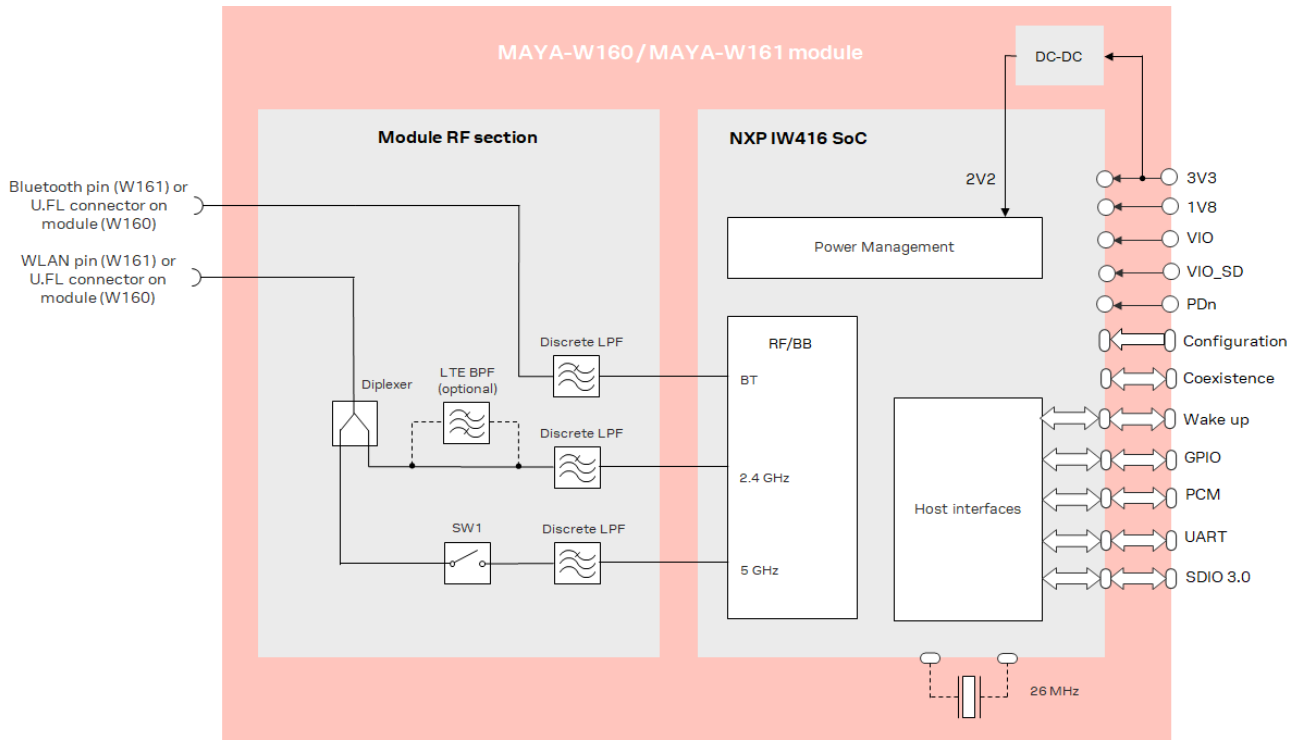 MAYA-W160 / MAYA-W161 module
DC-DC
Module RF section
NXP IW416 SoC
Bluetooth pin (W161) or
U.FL connector on
module (W160)
WLAN pin (W161) or
U.FL connector on
module (W160)
2V2
Power Management
3V3
1V8
VIO
VIO_SD
PDn
Configuration
Coexistence
Wake up
GPIO
PCM
UART
SDIO 3.0
Discrete LPF
LTE BPF
(optional)
Diplexer
Discrete LPF
SW1
Discrete LPF
RF/BB
BT
2.4 GHz
5 GHz
Host interfaces
26 MHz